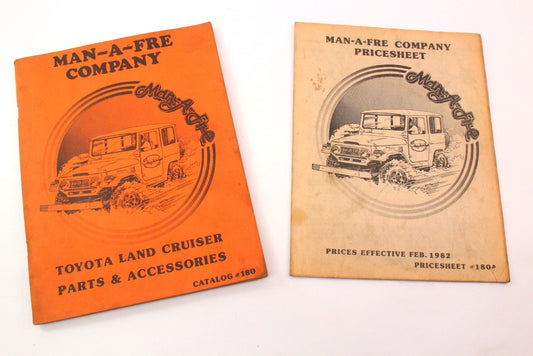 MAN-A-FRE
COMPANY
Man-A-Fre
TOYOTA LAND CRUISER
PARTS & ACCESSORIES
CATALOG #180
MAN-A-FRE COMPANY
PRICESHEET
Man-A-Fre
PRICES EFFECTIVE FEB. 1982
PRICESHEET #180A